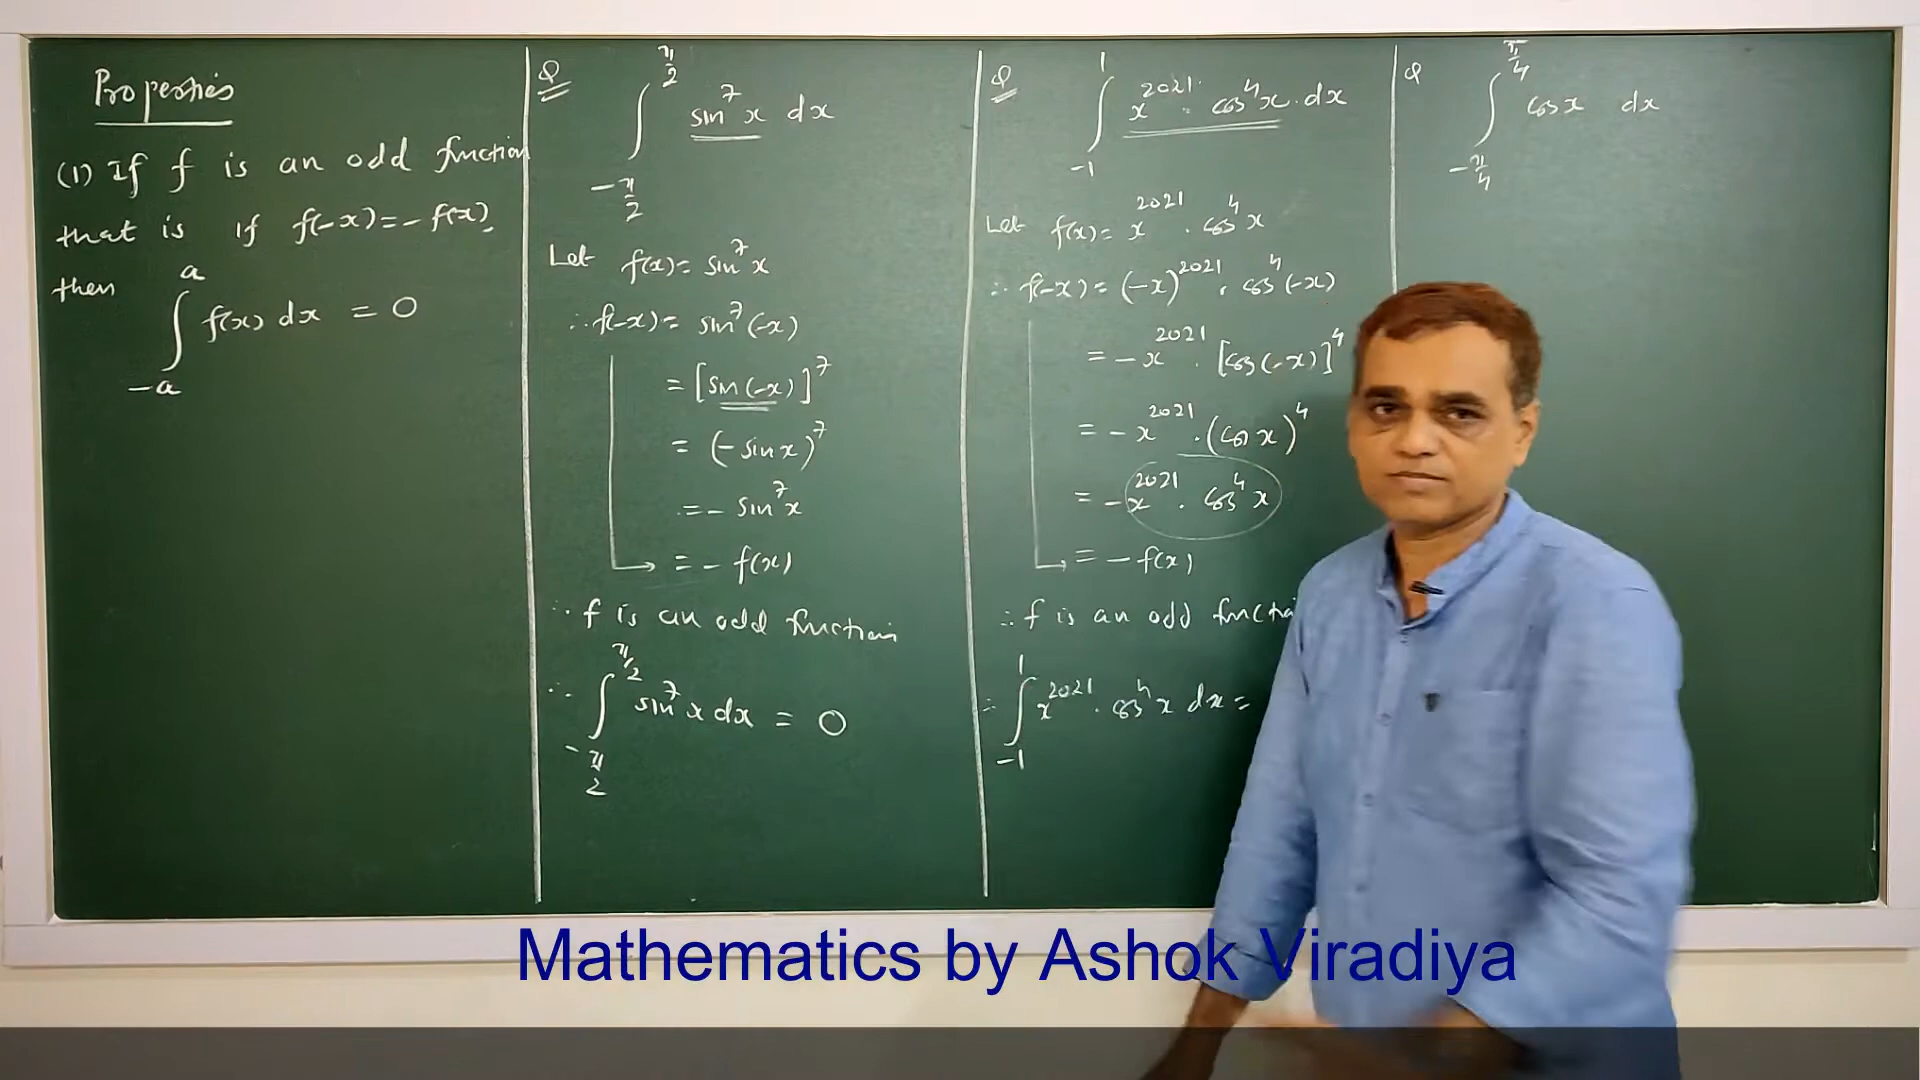 Properties
(1) If f is an odd function
that is if f(-x) = - f(x),
then
∫_{-a}^{a} f(x) dx = 0
Q
∫_{-π/2}^{π/2} sin⁷x dx
Let f(x) = sin⁷x
∴ f(-x) = sin⁷(-x)
= [sin(-x)]⁷
= (-sinx)⁷
= - sin⁷x
= - f(x)
∴ f is an odd function
∴ ∫_{-π/2}^{π/2} sin⁷x dx = 0
Q
∫_{-1}^{1} x²⁰²¹ · cos⁴x · dx
Let f(x) = x²⁰²¹ · cos⁴x
∴ f(-x) = (-x)²⁰²¹ · cos⁴(-x)
= - x²⁰²¹ · [cos(-x)]⁴
= - x²⁰²¹ · (cosx)⁴
= - x²⁰²¹ · cos⁴x
= - f(x)
∴ f is an odd
∴ ∫_{-1}^{1} x²⁰²¹ · cos⁴x dx =
Q
∫_{-π/4}^{π/4} cosx dx
Mathematics by Ashok Viradiya